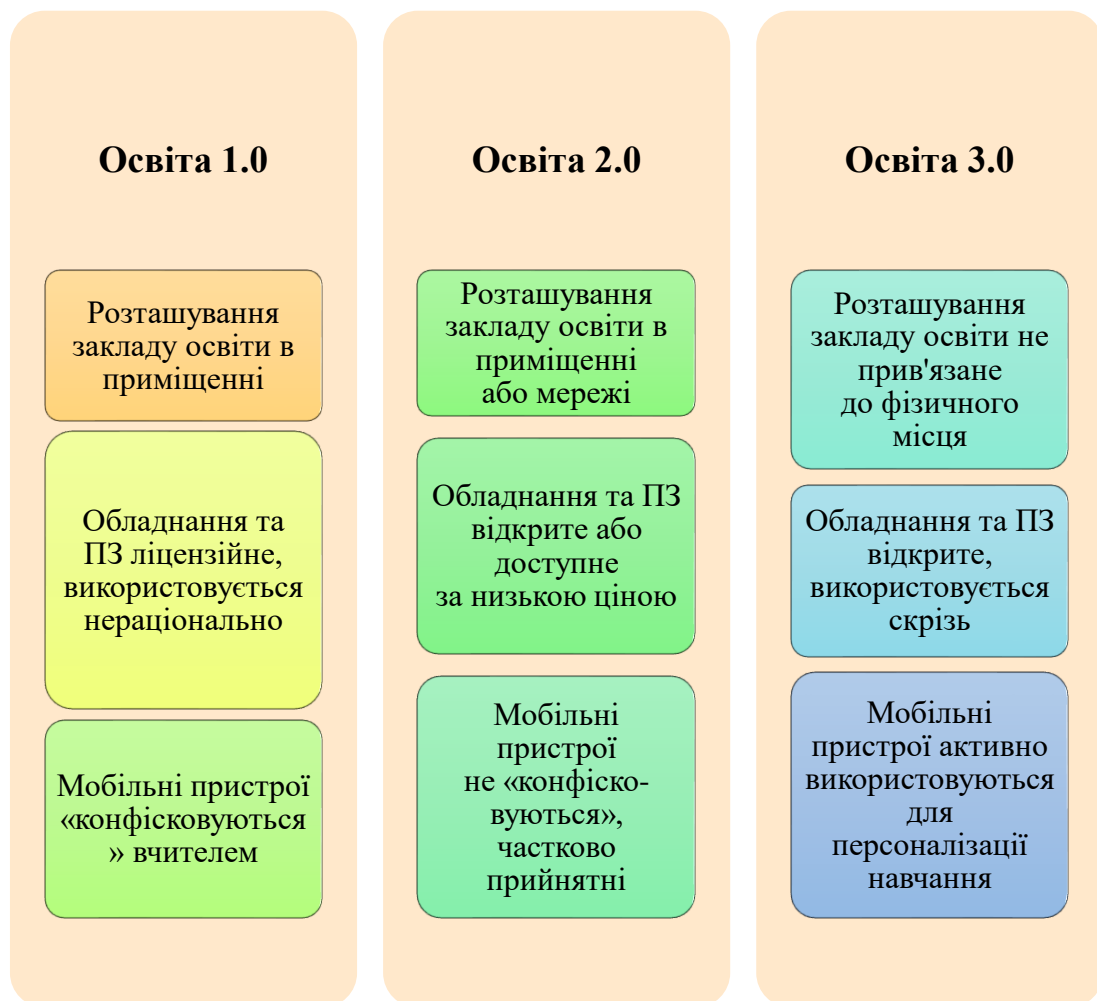 Освіта 1.0
Розташування
закладу освіти в
приміщенні
Обладнання та
ПЗ ліцензійне,
використовується
нераціонально
Мобільні пристрої
«конфісковуються
» вчителем
Освіта 2.0
Розташування
закладу освіти в
приміщенні
або мережі
Обладнання та ПЗ
відкрите або
доступне
за низькою ціною
Мобільні
пристрої
не «конфіско-
вуються»,
частково
прийнятні
Освіта 3.0
Розташування
закладу освіти не
прив'язане
до фізичного
місця
Обладнання та ПЗ
відкрите,
використовується
скрізь
Мобільні
пристрої активно
використовуються
для
персоналізації
навчання